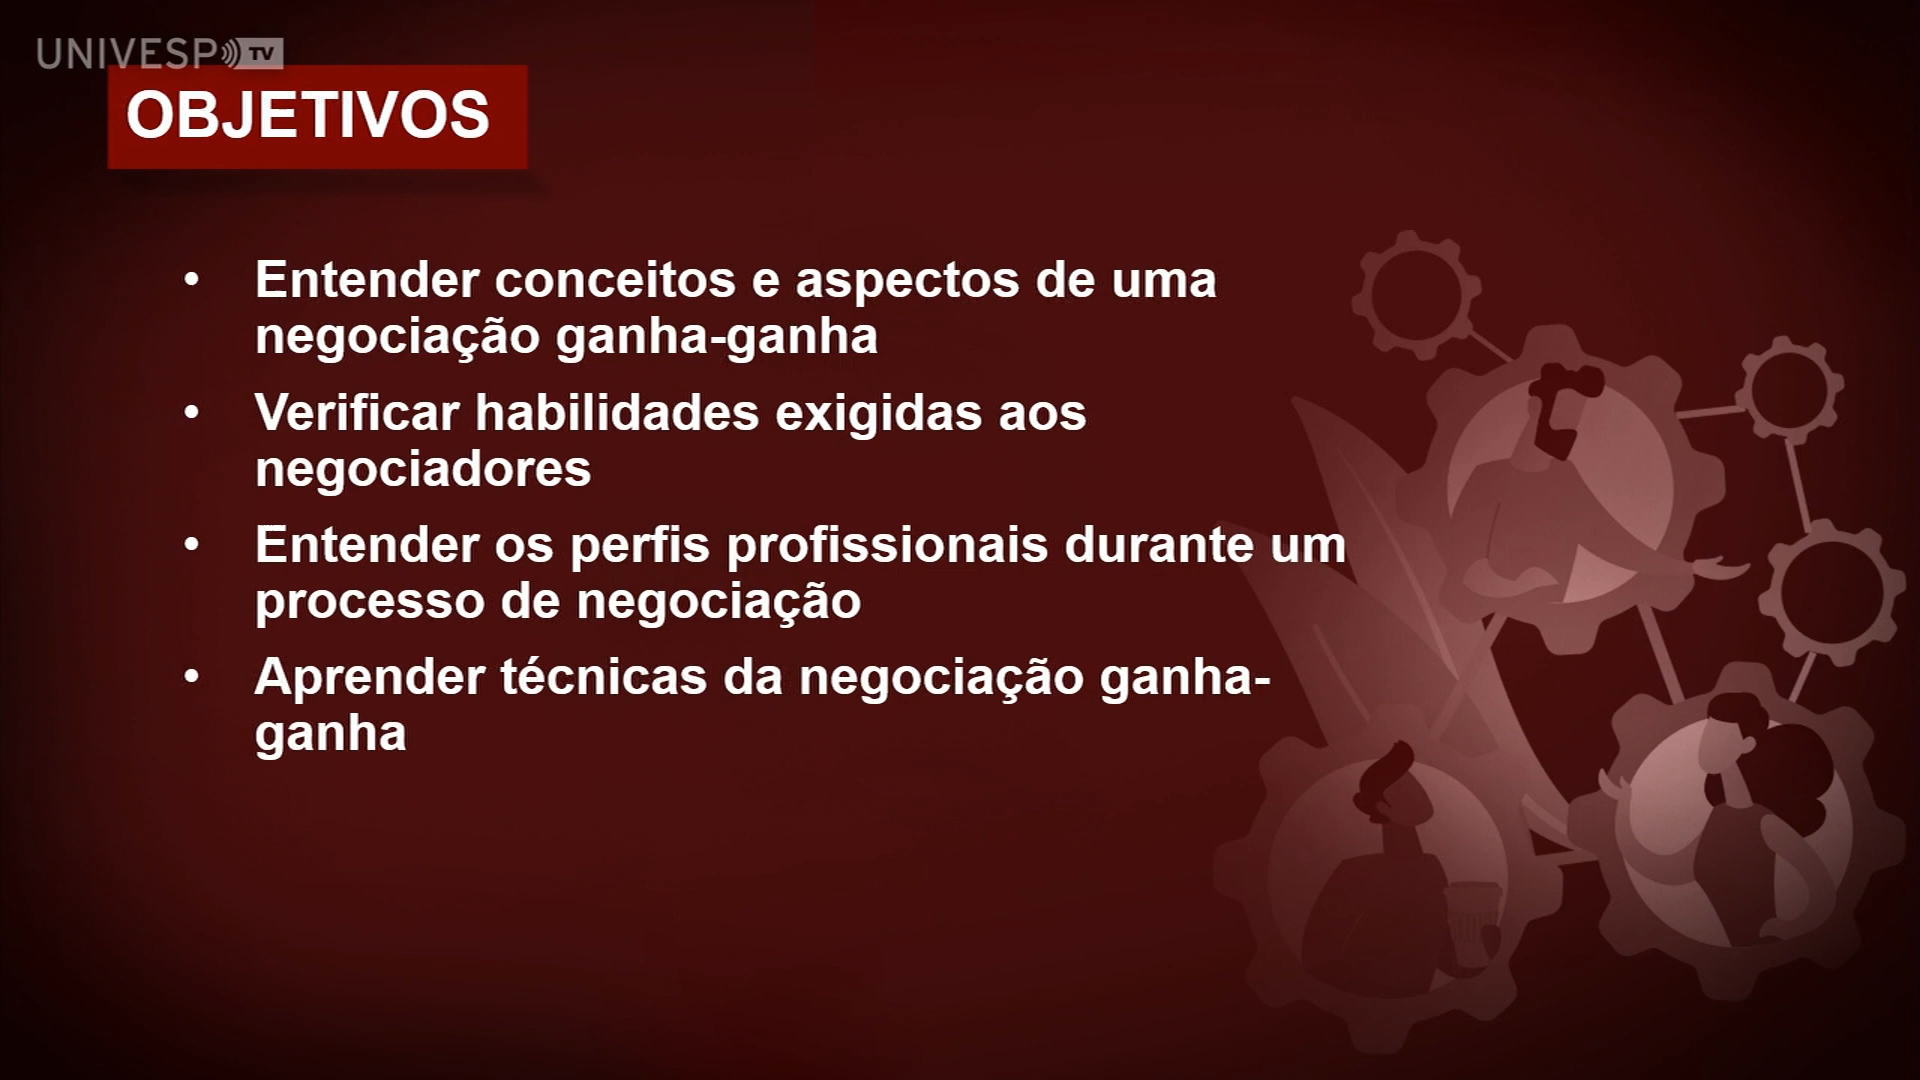 UNIVESP TV
OBJETIVOS
• Entender conceitos e aspectos de uma
negociação ganha-ganha
• Verificar habilidades exigidas aos
negociadores
• Entender os perfis profissionais durante um
processo de negociação
• Aprender técnicas da negociação ganha-
ganha